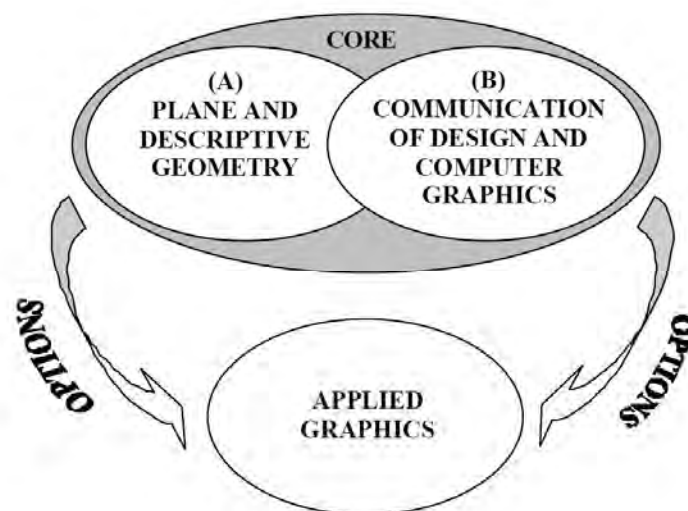 CORE
(A)
PLANE AND
DESCRIPTIVE
GEOMETRY
(B)
COMMUNICATION
OF DESIGN AND
COMPUTER
GRAPHICS
OPTIONS
OPTIONS
APPLIED
GRAPHICS